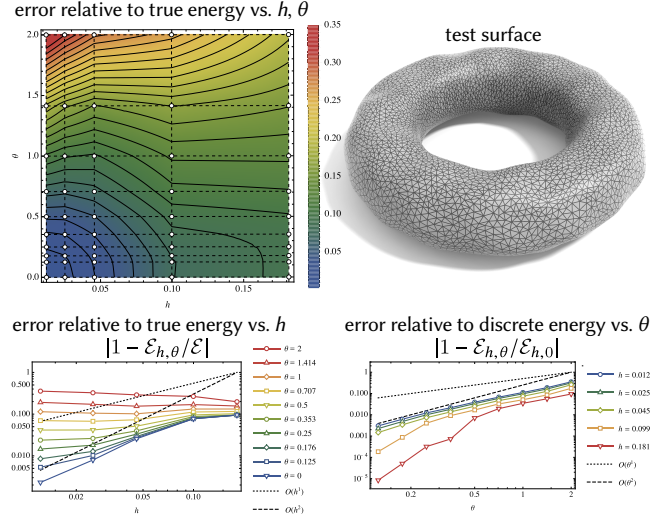 error relative to true energy vs. h, θ
test surface
2.0
1.5
1.0
0.5
0.0
θ
0.05
0.10
0.15
h
0.35
0.30
0.25
0.20
0.15
0.10
0.05
error relative to true energy vs. h
|1 − ℰh,θ/ℰ|
1
0.500
0.100
0.050
0.010
0.005
0.02
0.05
0.10
h
θ = 2
θ = 1.414
θ = 1
θ = 0.707
θ = 0.5
θ = 0.353
θ = 0.25
θ = 0.176
θ = 0.125
θ = 0
O(h¹)
O(h²)
error relative to discrete energy vs. θ
|1 − ℰh,θ/ℰh,0|
1
0.100
0.010
0.001
10⁻⁴
10⁻⁵
0.2
0.5
1
2
θ
h = 0.012
h = 0.025
h = 0.045
h = 0.099
h = 0.181
O(θ¹)
O(θ²)